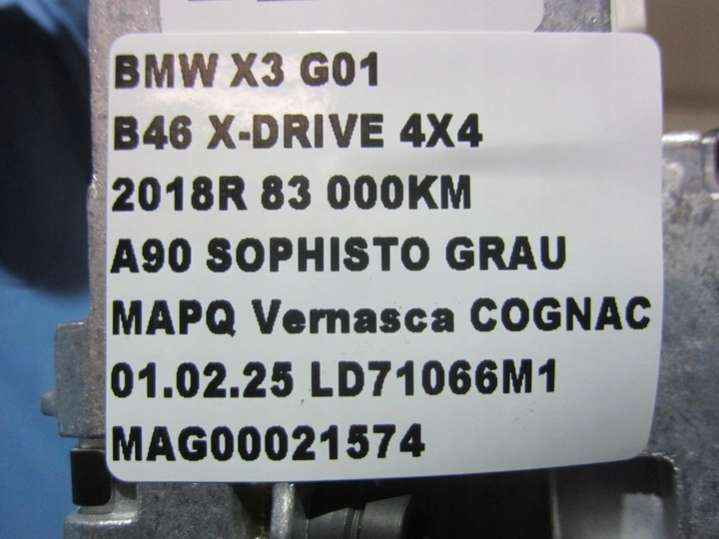 BMW X3 G01
B46 X-DRIVE 4X4
2018R 83 000KM
A90 SOPHISTO GRAU
MAPQ Vernasca COGNAC
01.02.25 LD71066M1
MAG00021574